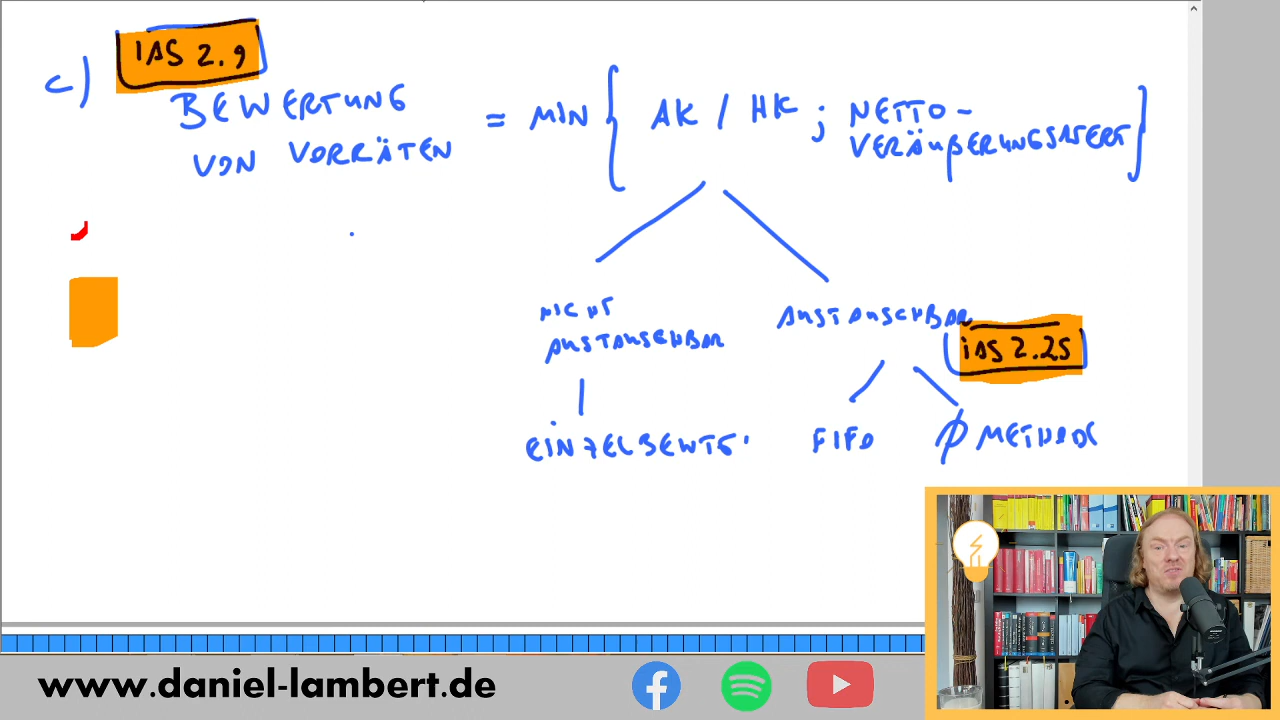 c)
IAS 2.9
BEWERTUNG
VON VORRÄTEN
= MIN { AK / HK ; NETTO-
VERÄUßERUNGSWERT }
NICHT
AUSTAUSCHBAR
AUSTAUSCHBAR
IAS 2.25
EINZELBEWTG.
FIFO
Ø METHODE
www.daniel-lambert.de